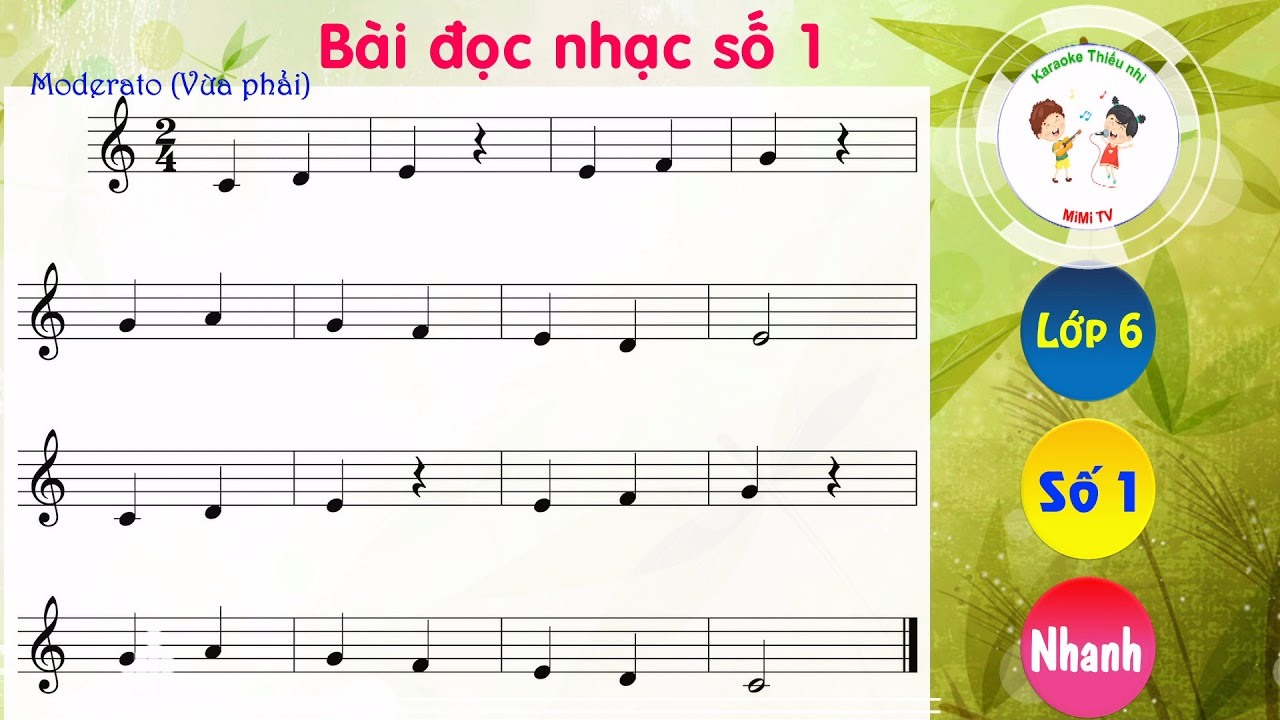 Bài đọc nhạc số 1
Moderato (Vừa phải)
2
4
Karaoke Thiếu nhi
MiMi TV
Lớp 6
Số 1
Nhanh